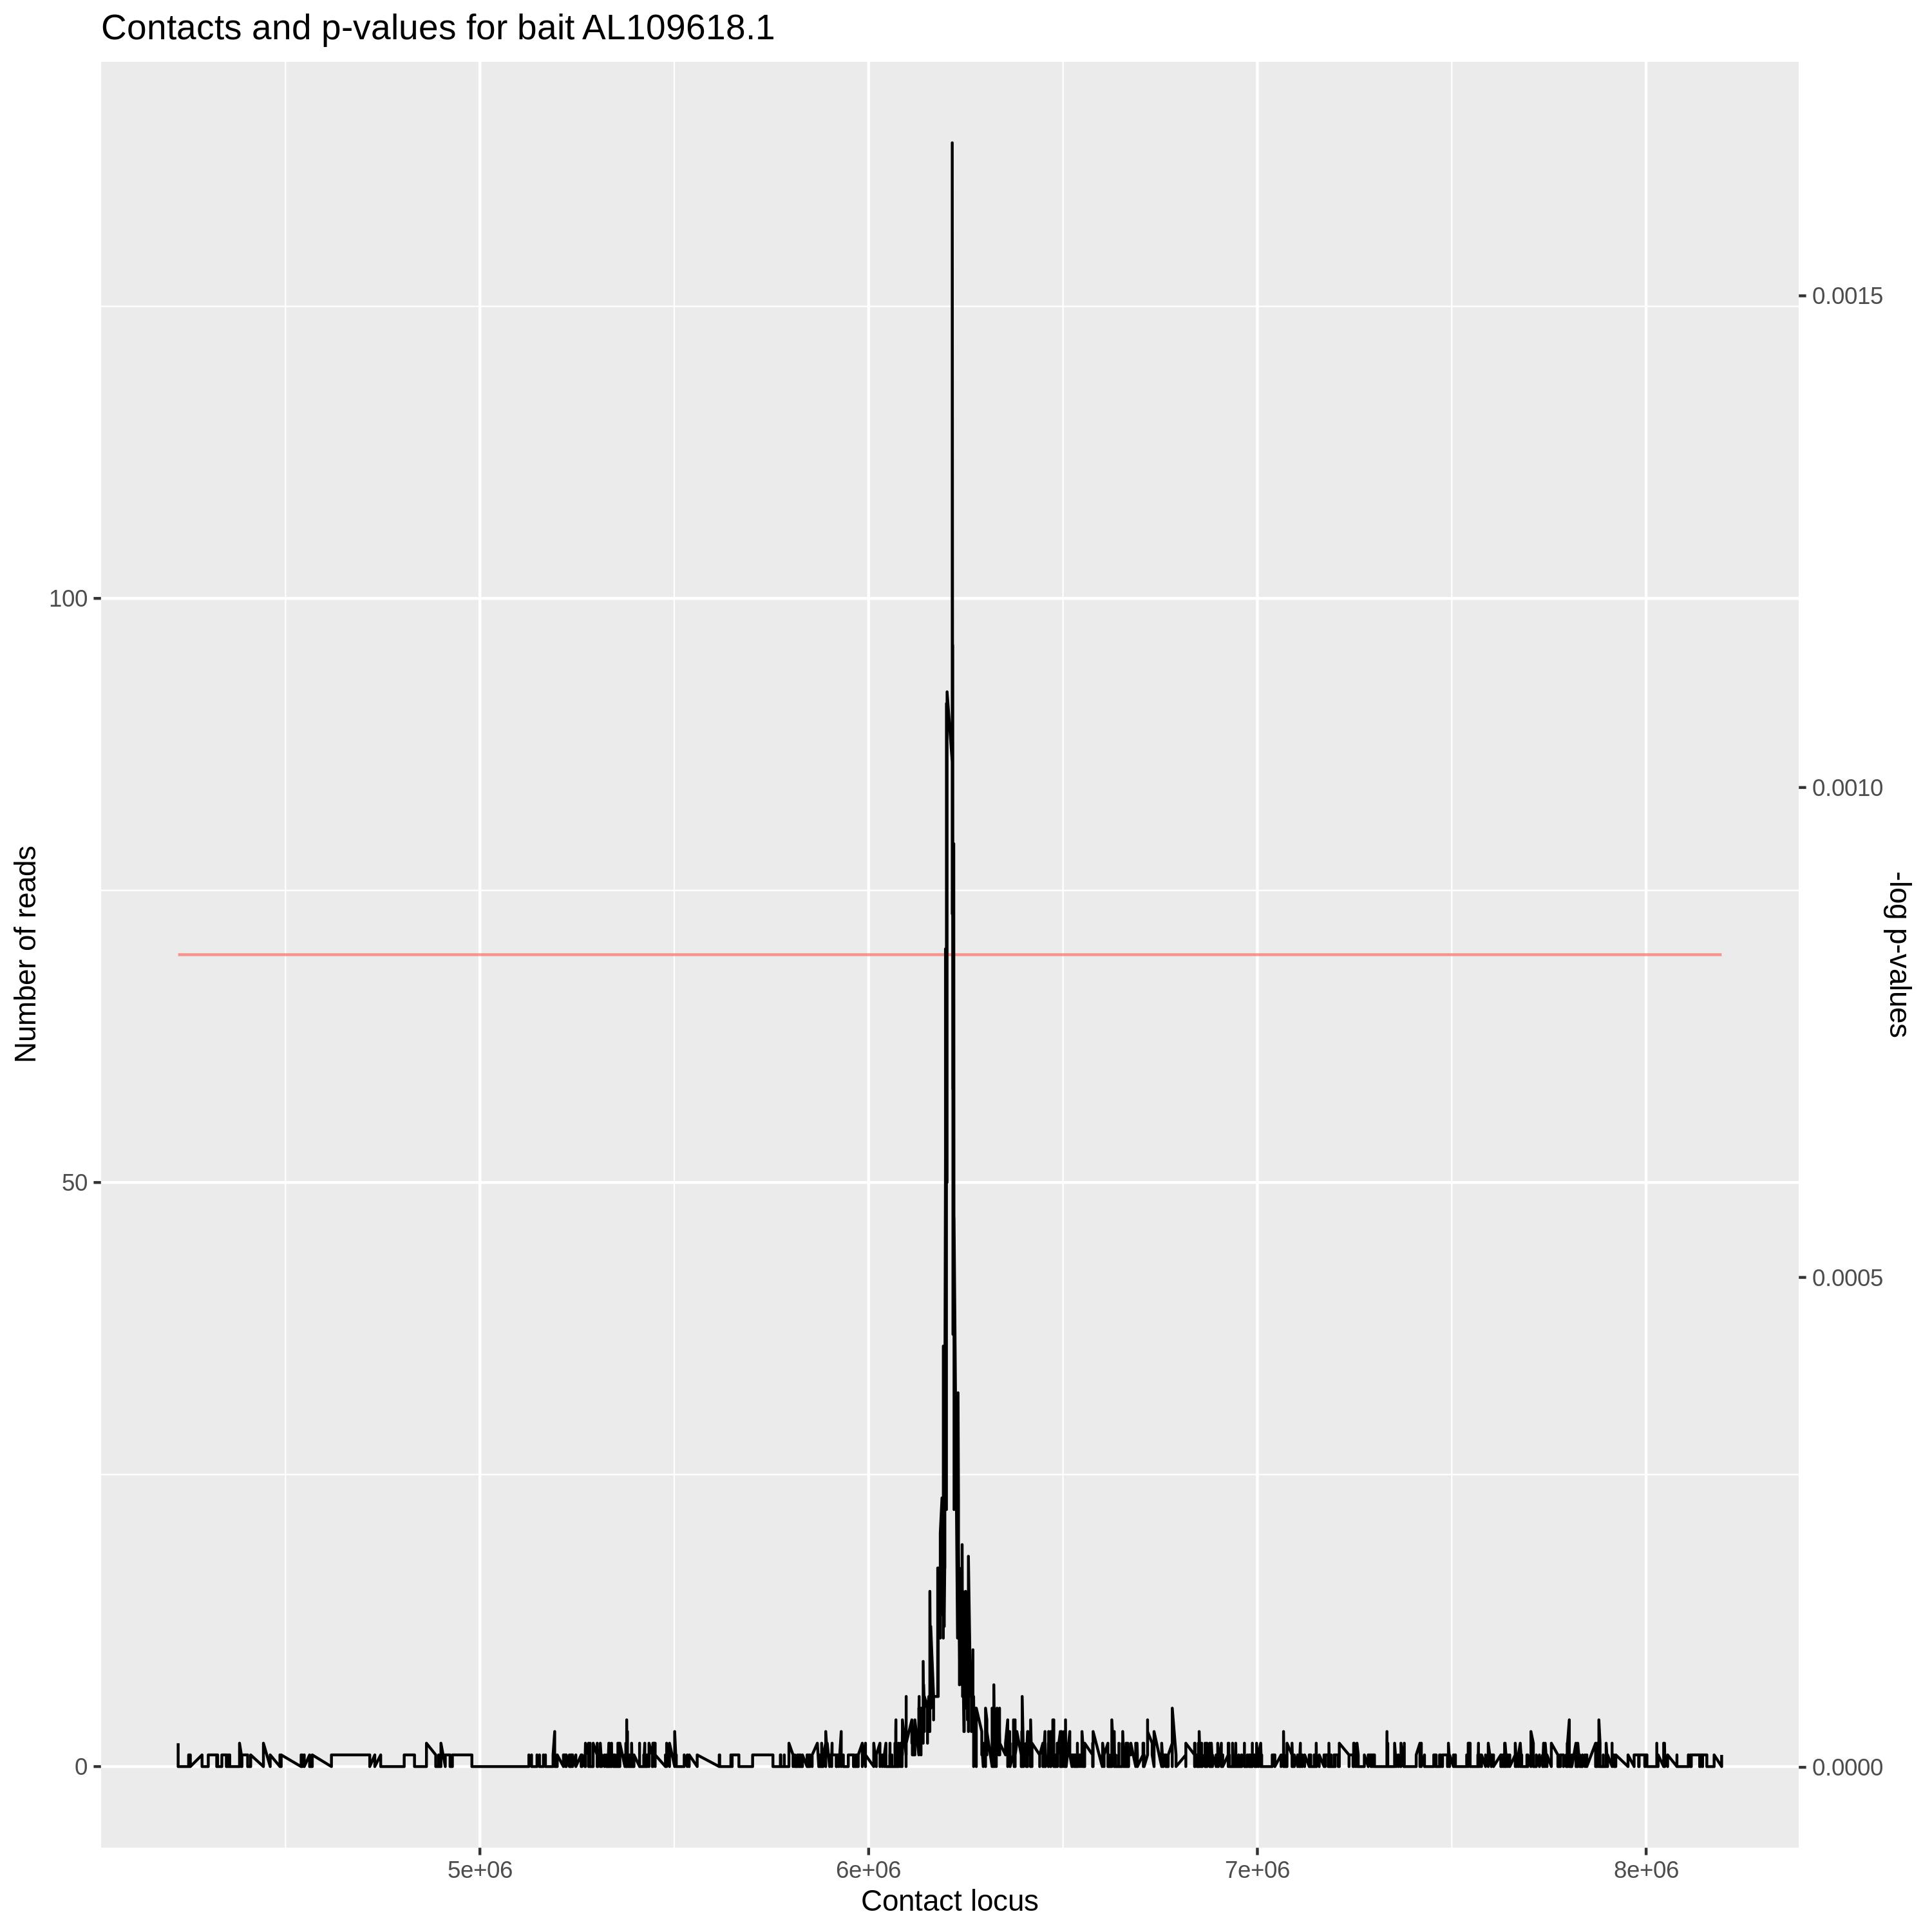 Contacts and p-values for bait AL109618.1
Number of reads
100
50
0
0.0015
0.0010
0.0005
0.0000
-log p-values
5e+06
6e+06
7e+06
8e+06
Contact locus